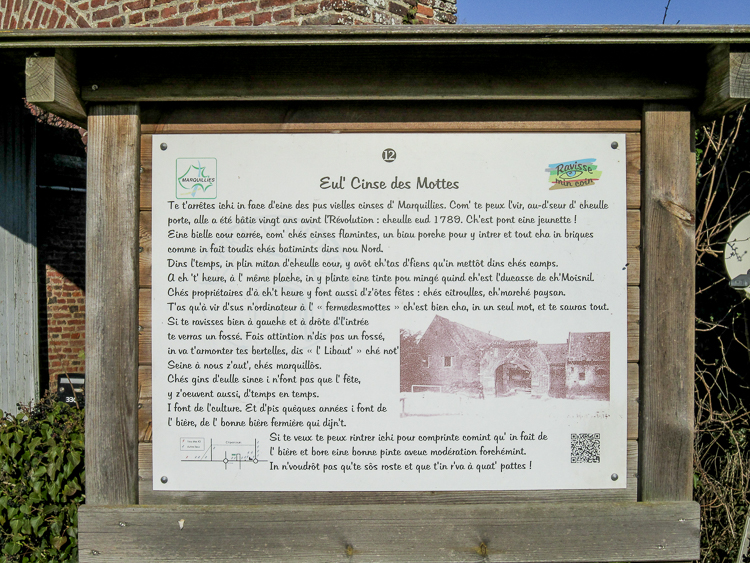 12
MARQUILLIES
Ravisse
min coin
Eul' Cinse des Mottes
Te t'arrêtes ichi in face d'eine des pus vielles cinses d' Marquillies. Com' te peux l'vir, au-d'seur d' cheulle
porte, alle a été bâtie vingt ans avint l'Révolution : cheulle eud 1789. Ch'est pont eine jeunette !
Eine bielle cour carrée, com' chés cinses flamintes, un biau porche pour y intrer et tout cha in briques
comme in fait toudis chés batimints dins nou Nord.
Dins l'temps, in plin mitan d'cheulle cour, y avôt ch'tas d'fiens qu'in mettôt dins chés camps.
A ch 't' heure, à l' même plache, in y plinte eine tinte pou mingé quind ch'est l'ducasse de ch'Moisnil.
Chés propriétaires d'à ch't heure y font aussi d'z'ôtes fêtes : chés citroulles, ch'marché paysan.
T'as qu'à vir d'sus n'ordinateur à l' « fermedesmottes » ch'est bien cha, in un seul mot, et te sauras tout.
Si te ravisses bien à gauche et à drôte d'l'intrée
te verras un fossé. Fais attintion n'dis pas un fossé,
in va t'armonter tes bertelles, dis « l' Libaut' » ché not'
Seine à nous z'aut', chés marquillôs.
Chés gins d'eulle since i n'font pas que l' fête,
y z'oeuvent aussi, d'temps en temps.
I font de l'culture. Et d'pis quèques années i font de
l' bière, de l' bonne bière fermière qui dijn't.
Si te veux te peux rintrer ichi pour comprinte comint qu' in fait de
l' bière et bore eine bonne pinte aveuc modération forchémint.
In n'voudrôt pas qu'te sôs roste et que t'in r'va à quat' pattes !